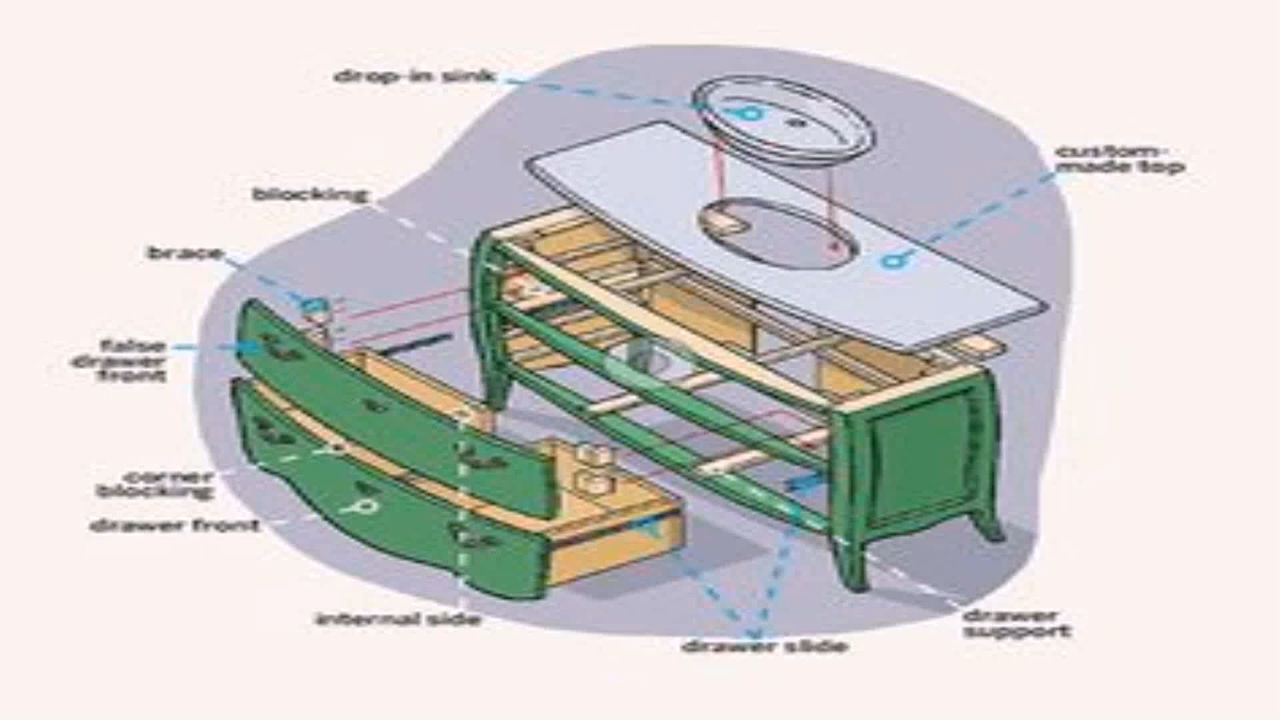 drop-in sink
custom-
made top
blocking
brace
false
drawer
front
corner
blocking
drawer front
internal side
drawer slide
drawer
support